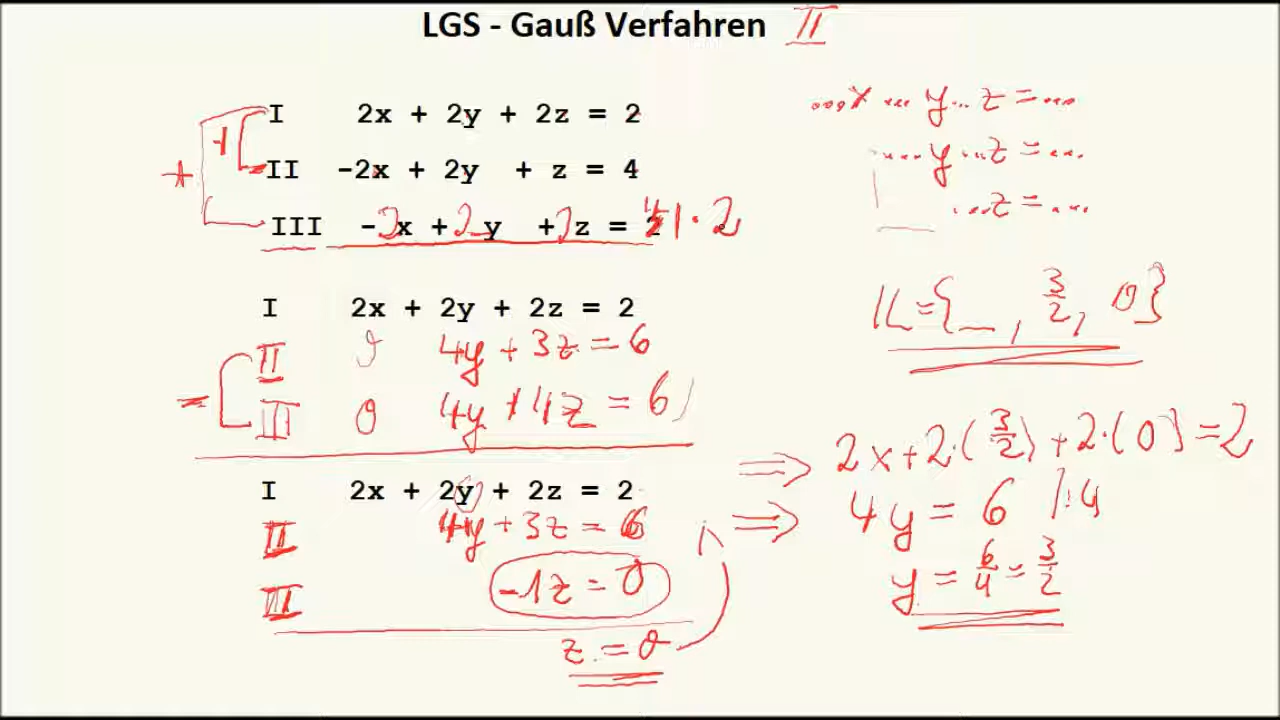 LGS - Gauß Verfahren II
I 2x + 2y + 2z = 2
+ II -2x + 2y + z = 4
III -2x + 2y + 2z = 4 | · 2
I 2x + 2y + 2z = 2
II 0 4y + 3z = 6
- III 0 4y + 4z = 6
I 2x + 2y + 2z = 2
II 4y + 3z = 6
III -1z = 0
z = 0
...x ... y ... z = ...
... y ... z = ...
... z = ...
L = { _ , 3/2, 0 }
⇒ 2x + 2·(3/2) + 2·(0) = 2
⇒ 4y = 6 |:4
y = 6/4 = 3/2